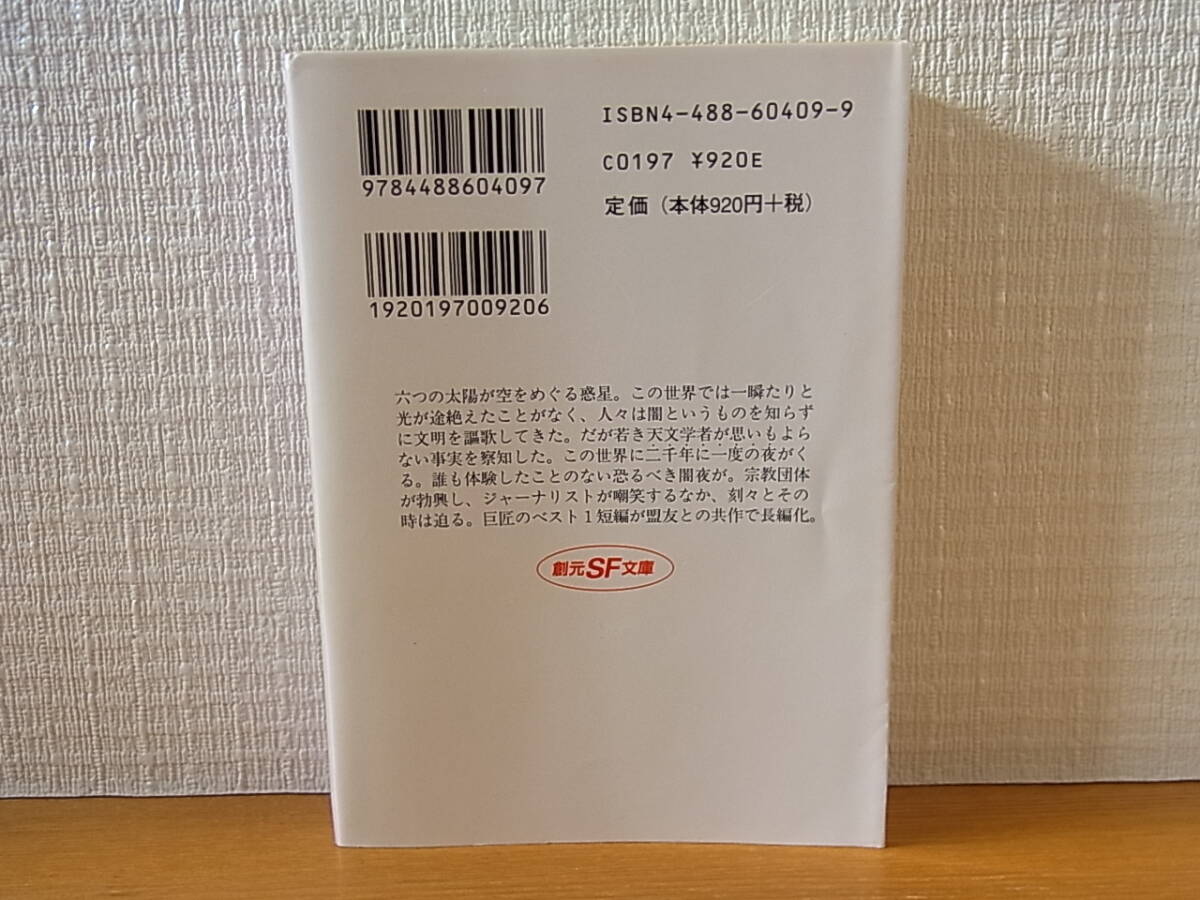 9784488604097
ISBN4-488-60409-9
C0197 ¥920E
定価（本体920円＋税）
1920197009206
六つの太陽が空をめぐる惑星。この世界では一瞬たりと
光が途絶えたことがなく、人々は闇というものを知らず
に文明を謳歌してきた。だが若き天文学者が思いもよら
ない事実を察知した。この世界に二千年に一度の夜がく
る。誰も体験したことのない恐るべき闇夜が。宗教団体
が勃興し、ジャーナリストが嘲笑するなか、刻々とその
時は迫る。巨匠のベスト１短編が盟友との共作で長編化。
創元SF文庫